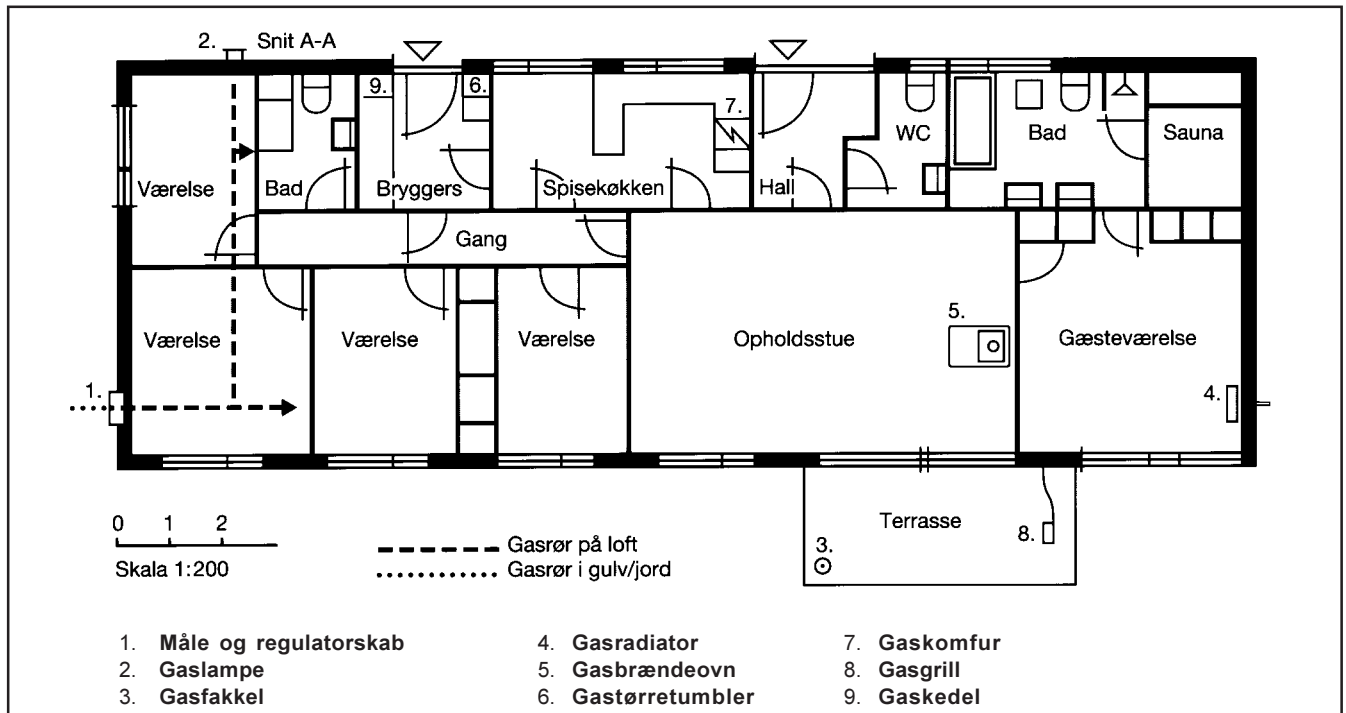 2. Snit A-A
9. 6. 7.
WC Bad Sauna
Værelse Bad Bryggers Spisekøkken Hall
Gang
5.
Værelse Værelse Værelse Opholdsstue Gæsteværelse
1. 4.
Terrasse
3. 8.
0 1 2
Skala 1:200
Gasrør på loft
Gasrør i gulv/jord
1. Måle og regulatorskab
2. Gaslampe
3. Gasfakkel
4. Gasradiator
5. Gasbrændeovn
6. Gastørretumbler
7. Gaskomfur
8. Gasgrill
9. Gaskedel